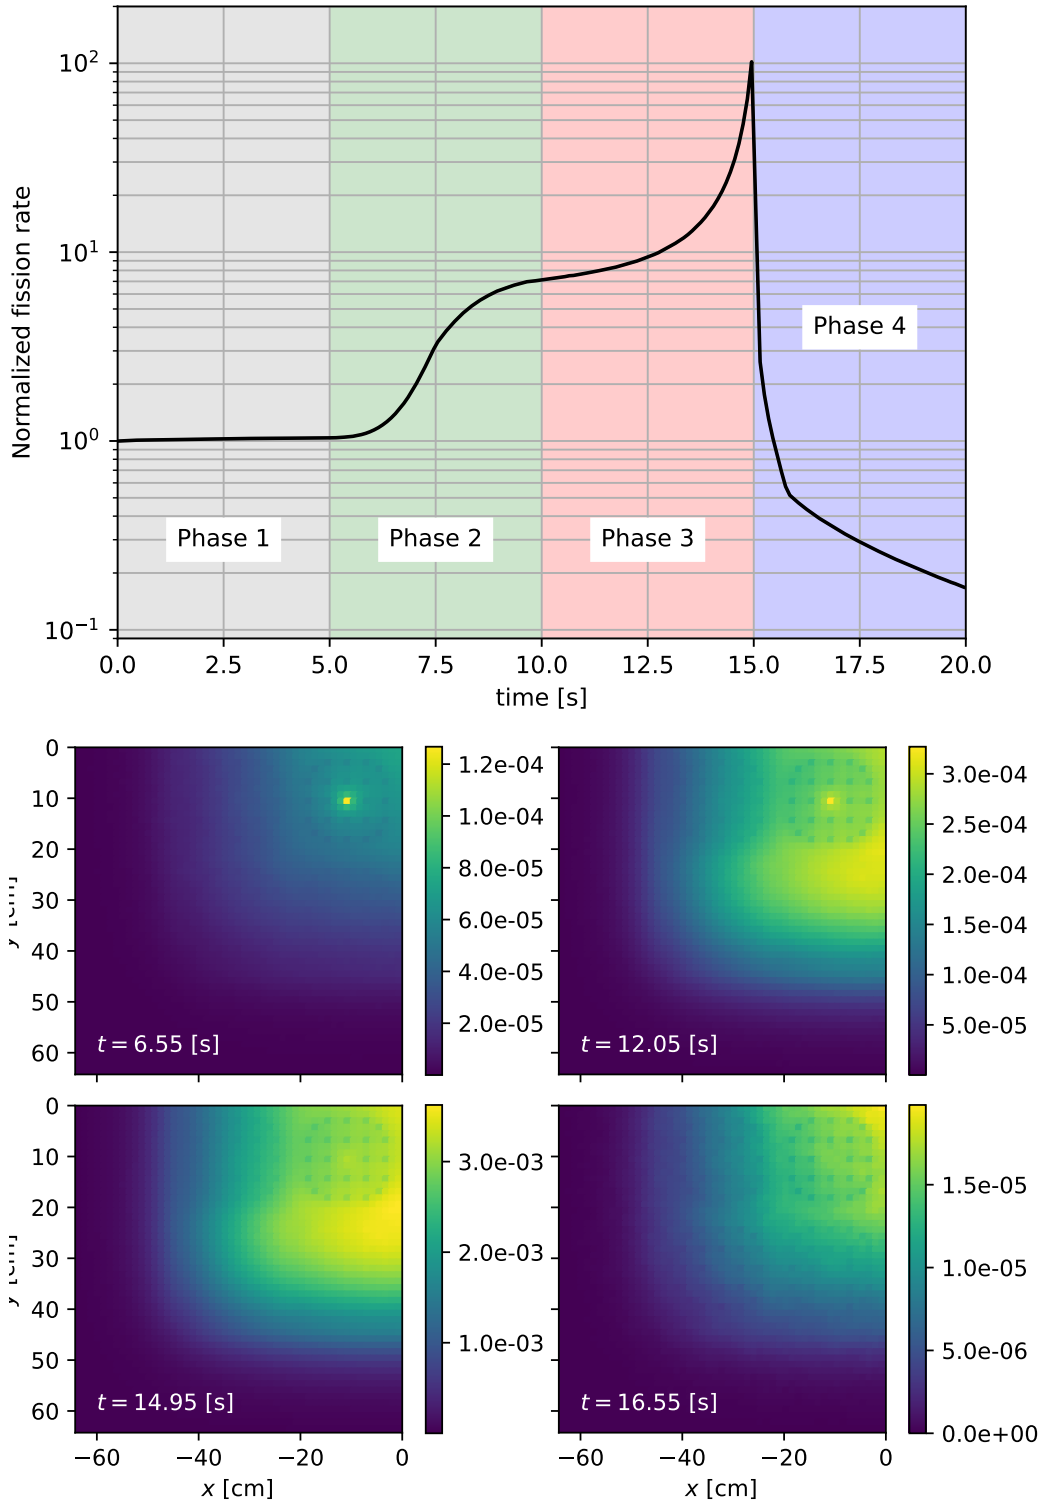 10²
10¹
10⁰
10⁻¹
Normalized fission rate
Phase 1
Phase 2
Phase 3
Phase 4
0.0 2.5 5.0 7.5 10.0 12.5 15.0 17.5 20.0
time [s]
0
10
20
30
40
50
60
t = 6.55 [s]
1.2e-04
1.0e-04
8.0e-05
6.0e-05
4.0e-05
2.0e-05
t = 12.05 [s]
3.0e-04
2.5e-04
2.0e-04
1.5e-04
1.0e-04
5.0e-05
0
10
20
30
40
50
60
t = 14.95 [s]
3.0e-03
2.0e-03
1.0e-03
−60 −40 −20 0
x [cm]
t = 16.55 [s]
1.5e-05
1.0e-05
5.0e-06
0.0e+00
−60 −40 −20 0
x [cm]